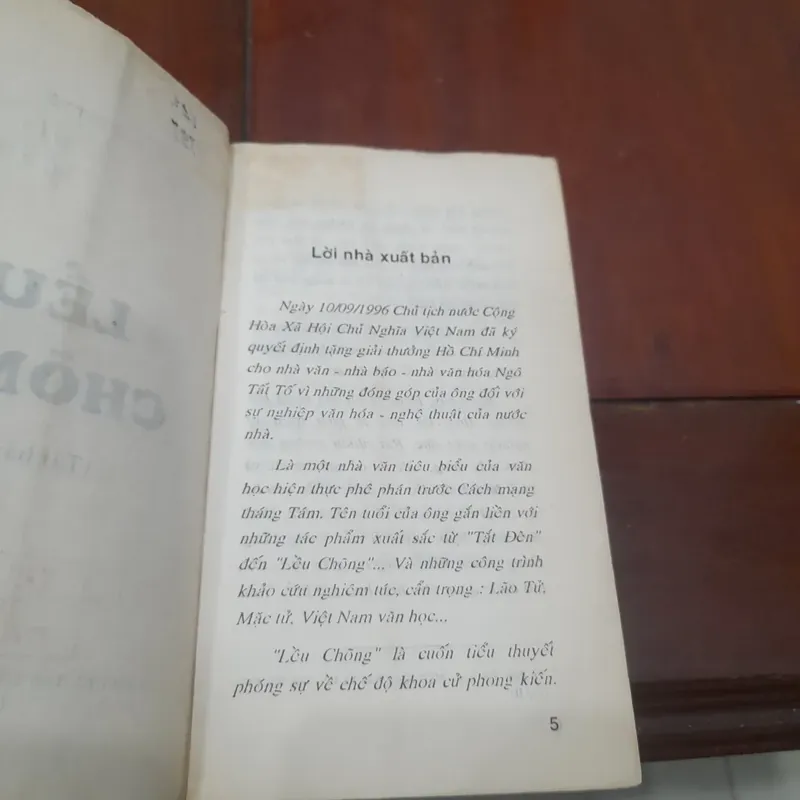 LỀU
CHÕN
Lời nhà xuất bản
Ngày 10/09/1996 Chủ tịch nước Cộng
Hòa Xã Hội Chủ Nghĩa Việt Nam đã ký
quyết định tặng giải thưởng Hồ Chí Minh
cho nhà văn - nhà báo - nhà văn hóa Ngô
Tất Tố vì những đóng góp của ông đối với
sự nghiệp văn hóa - nghệ thuật của nước
nhà.
Là một nhà văn tiêu biểu của văn
học hiện thực phê phán trước Cách mạng
tháng Tám. Tên tuổi của ông gắn liền với
những tác phẩm xuất sắc từ "Tắt Đèn"
đến "Lều Chõng"... Và những công trình
khảo cứu nghiêm túc, cẩn trọng : Lão Tử,
Mặc tử, Việt Nam văn học...
"Lều Chõng" là cuốn tiểu thuyết
phóng sự về chế độ khoa cử phong kiến.
5